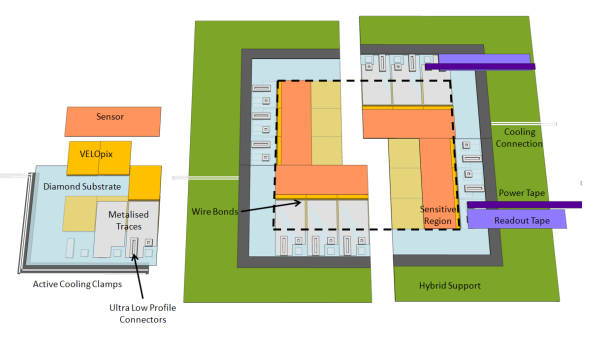 Sensor
VELOpix
Diamond Substrate
Metalised
Traces
Active Cooling Clamps
Ultra Low Profile
Connectors
Wire Bonds
Sensitive
Region
Cooling
Connection
Power Tape
Readout Tape
Hybrid Support